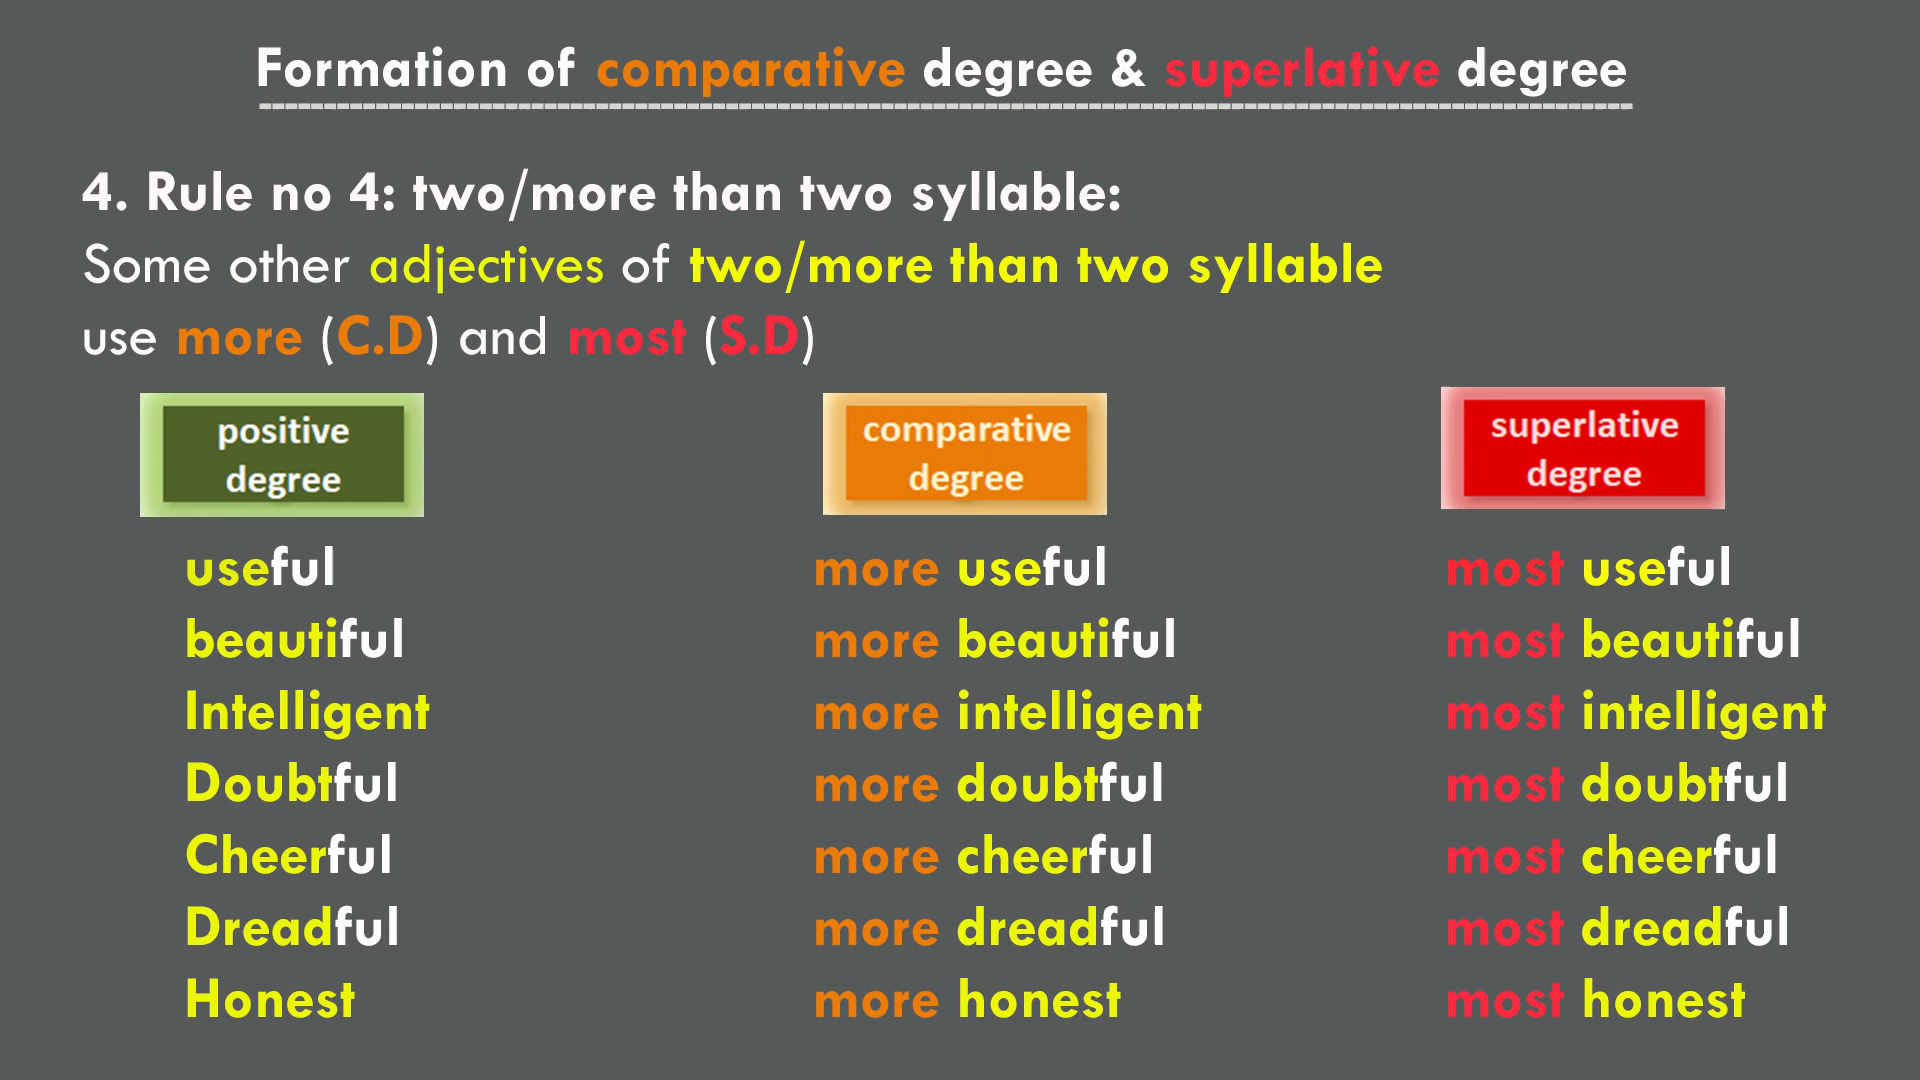 Formation of comparative degree & superlative degree
4. Rule no 4: two/more than two syllable:
Some other adjectives of two/more than two syllable
use more (C.D) and most (S.D)
positive degree
comparative degree
superlative degree
useful more useful most useful
beautiful more beautiful most beautiful
Intelligent more intelligent most intelligent
Doubtful more doubtful most doubtful
Cheerful more cheerful most cheerful
Dreadful more dreadful most dreadful
Honest more honest most honest